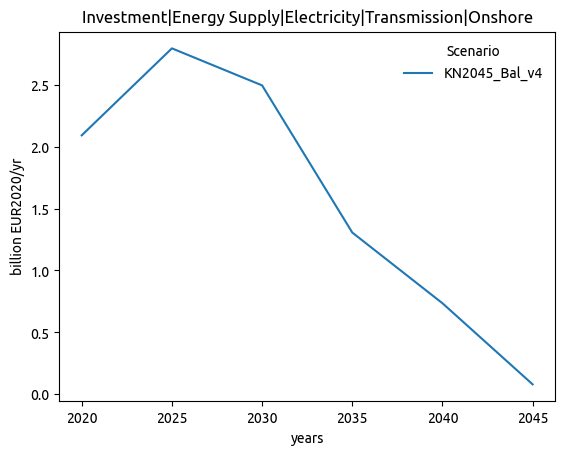 Investment|Energy Supply|Electricity|Transmission|Onshore
Scenario
KN2045_Bal_v4
billion EUR2020/yr
2.5
2.0
1.5
1.0
0.5
0.0
2020 2025 2030 2035 2040 2045
years